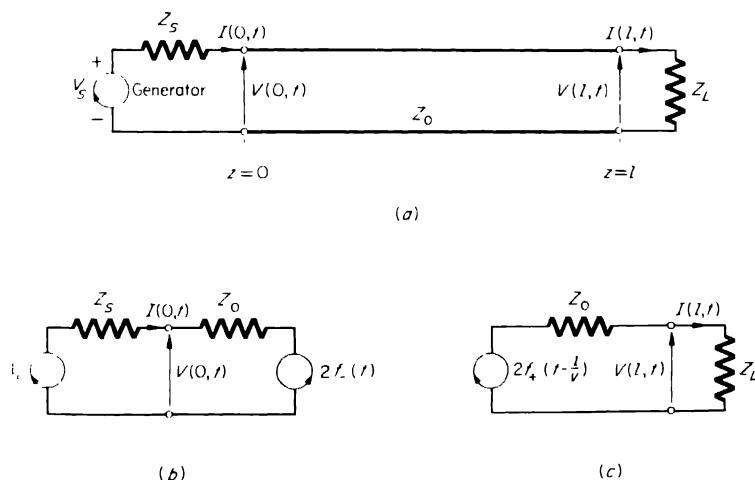 Z_S I(0,t) I(l,t)
+
V_S Generator V(0,t) V(l,t) Z_L
− Z_0
z=0 z=l
(a)
Z_S I(0,t) Z_0
V(0,t) 2f_−(t)
(b)
Z_0 I(l,t)
2f_+(t-l/v) V(l,t) Z_L
(c)